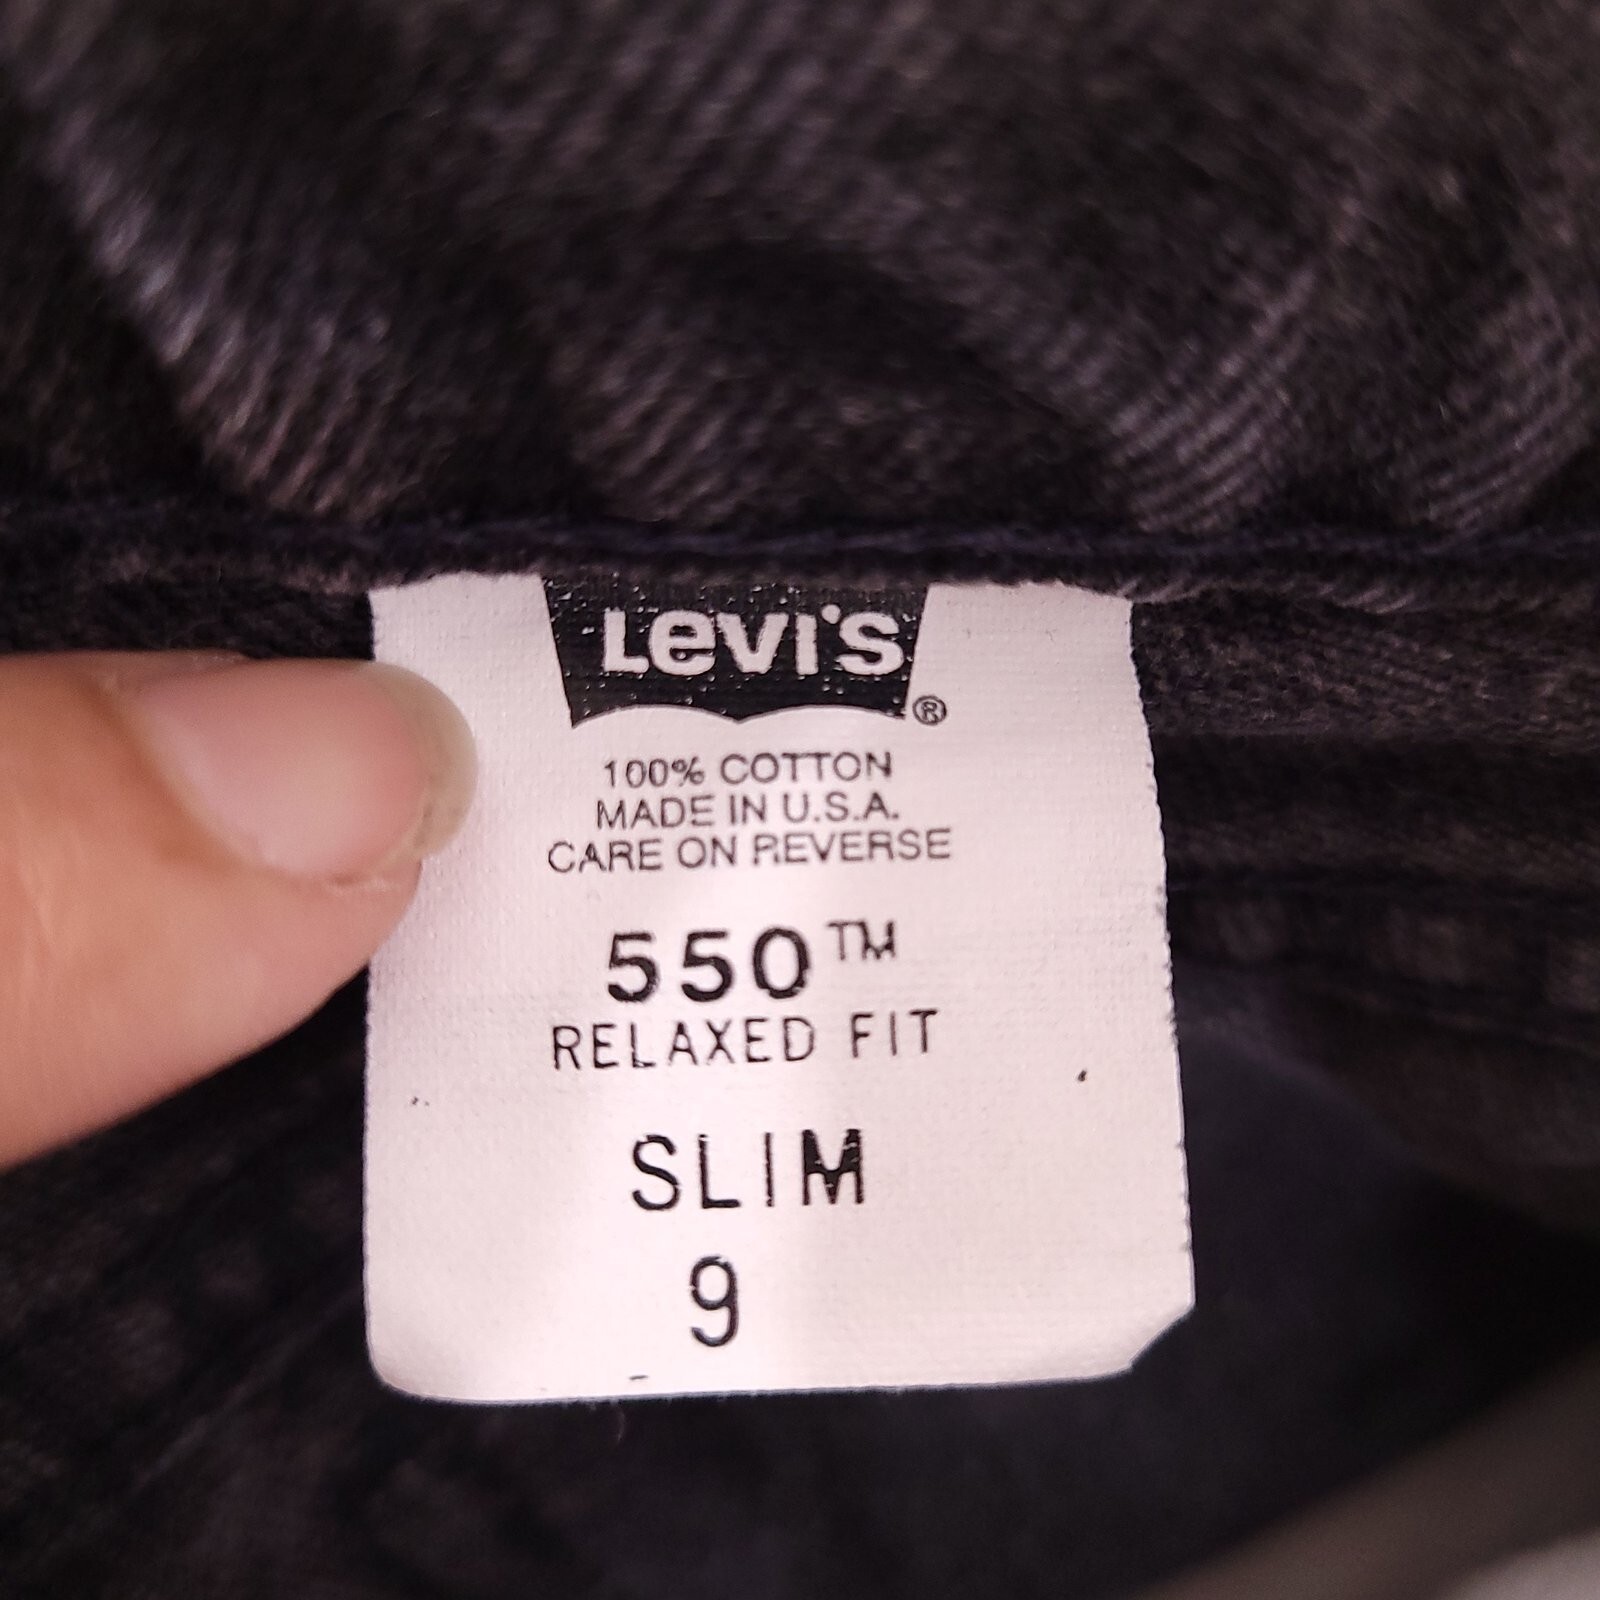 Levi's ®
100% COTTON
MADE IN U.S.A.
CARE ON REVERSE
550™
RELAXED FIT
SLIM
9